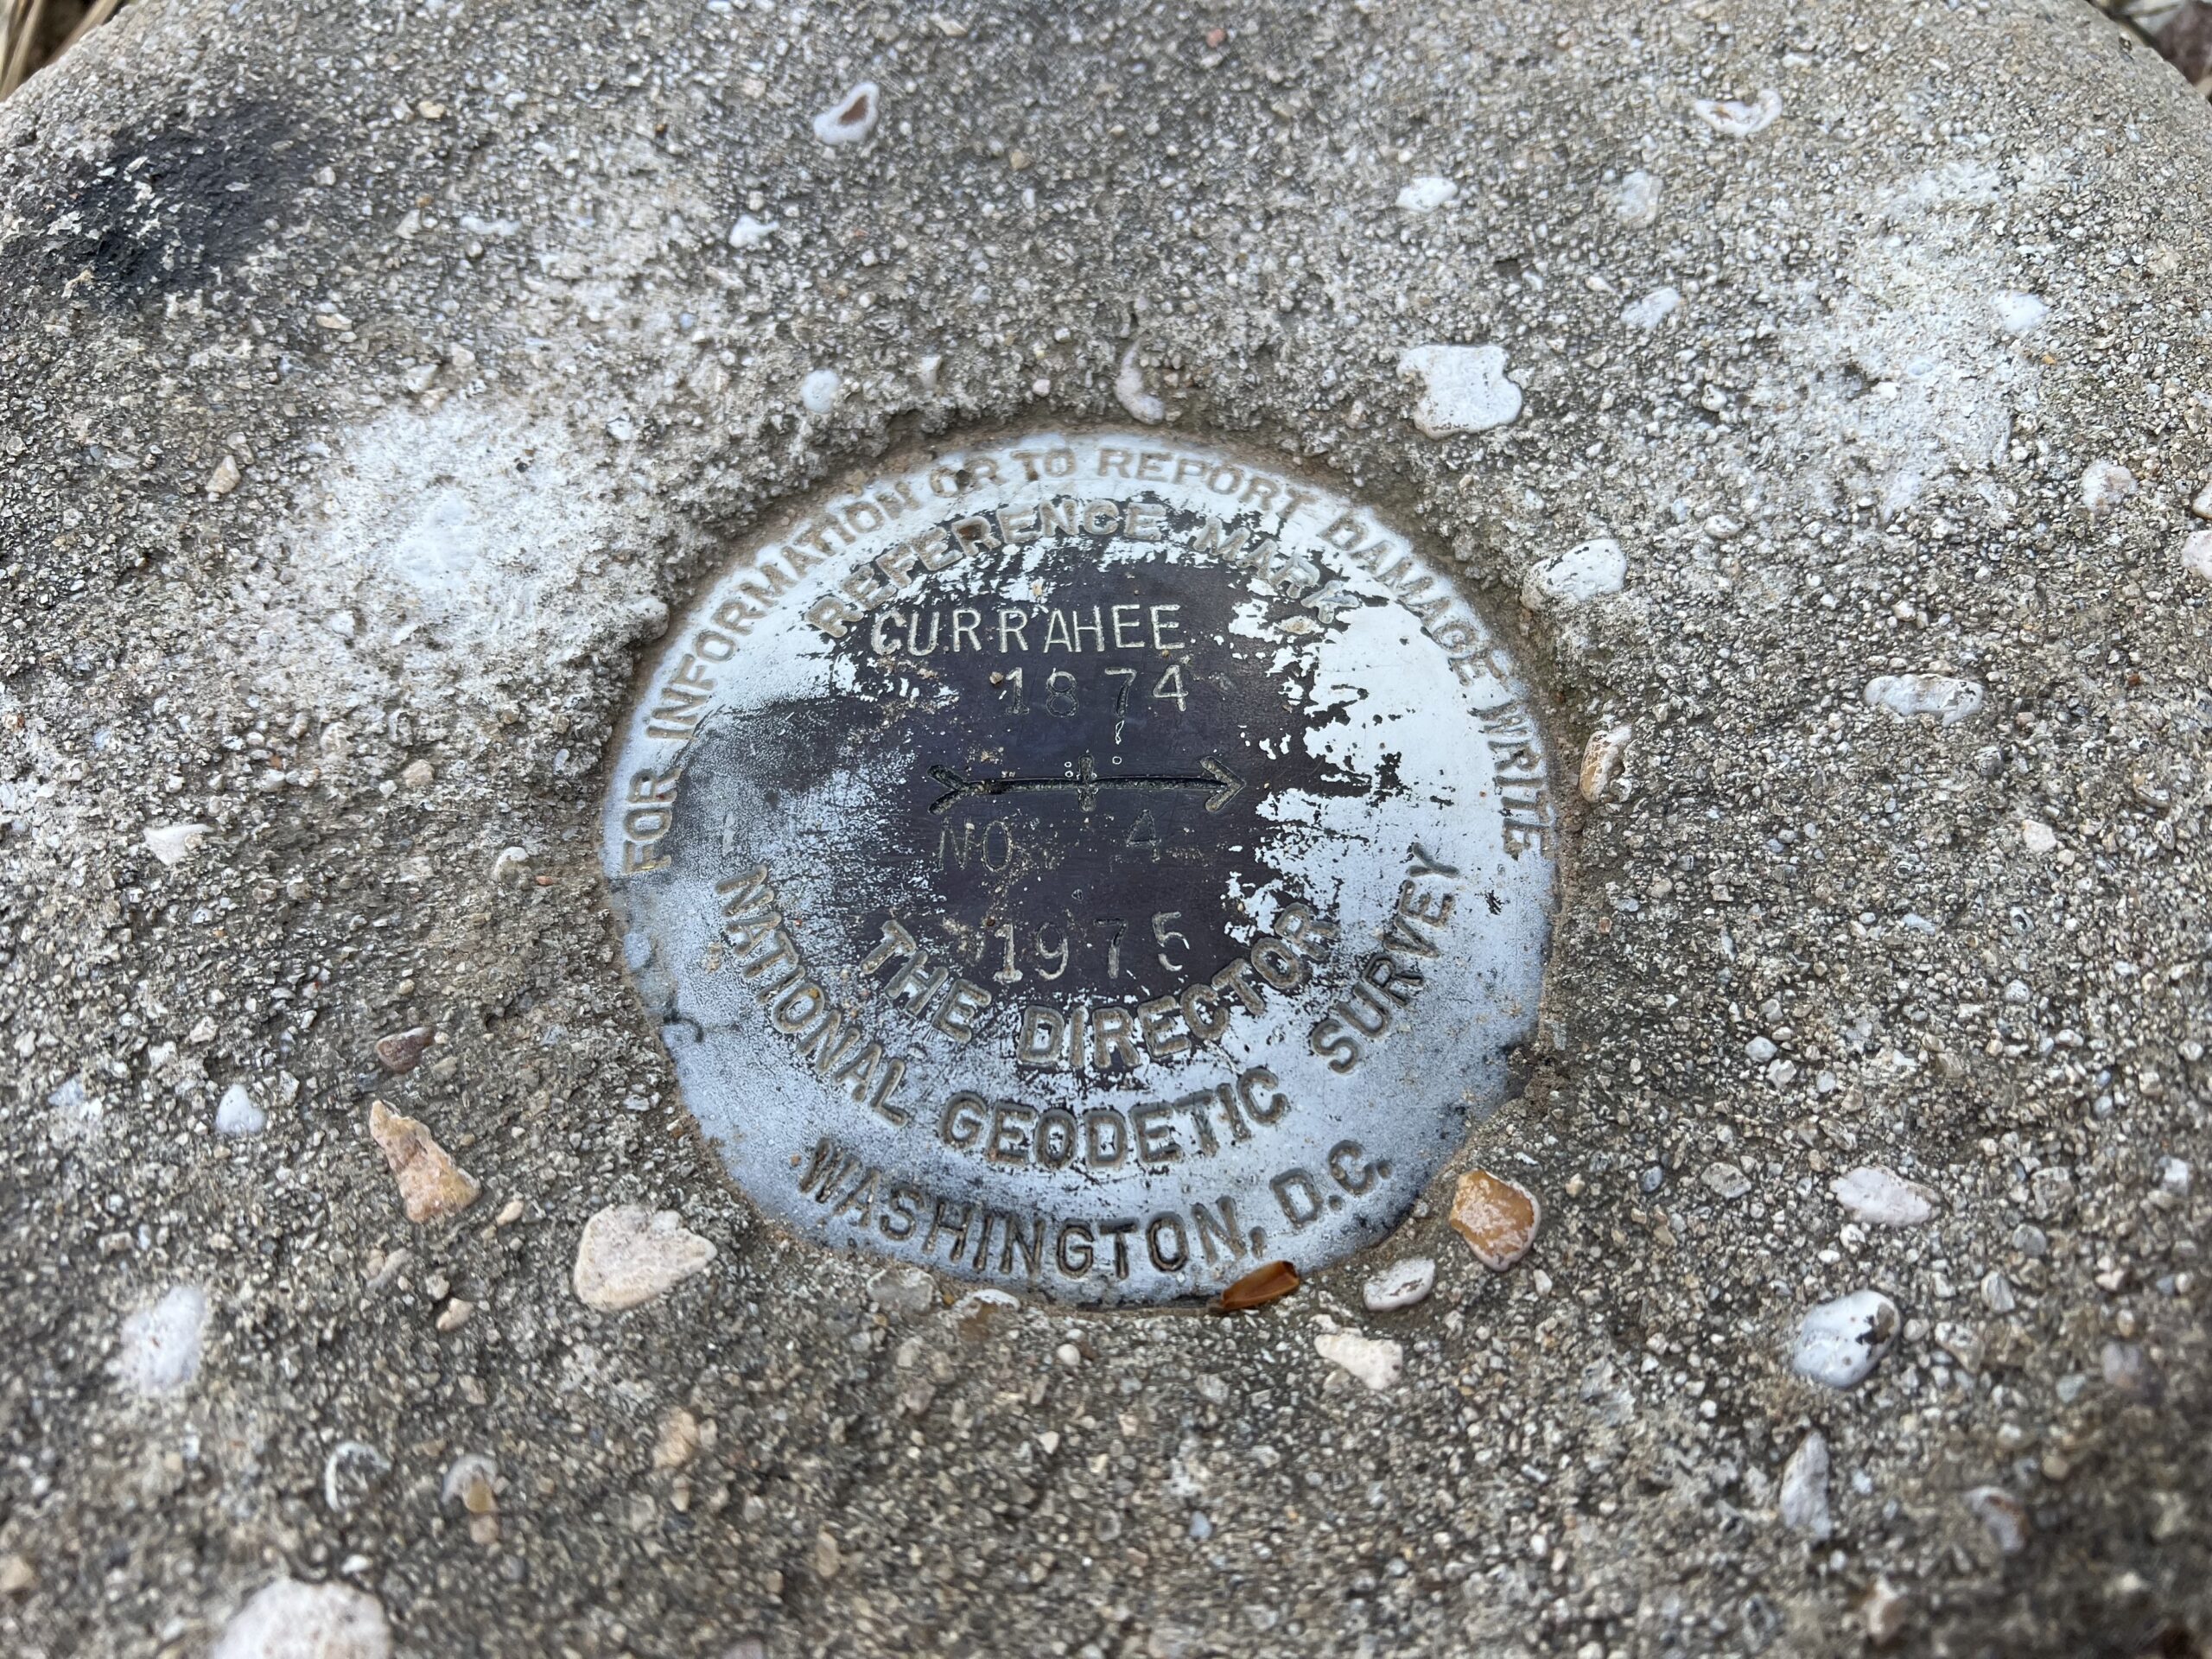 FOR INFORMATION OR TO REPORT DAMAGE WRITE
REFERENCE MARK
CURRAHEE
1874
NO 4
1975
THE DIRECTOR
NATIONAL GEODETIC SURVEY
WASHINGTON, D.C.